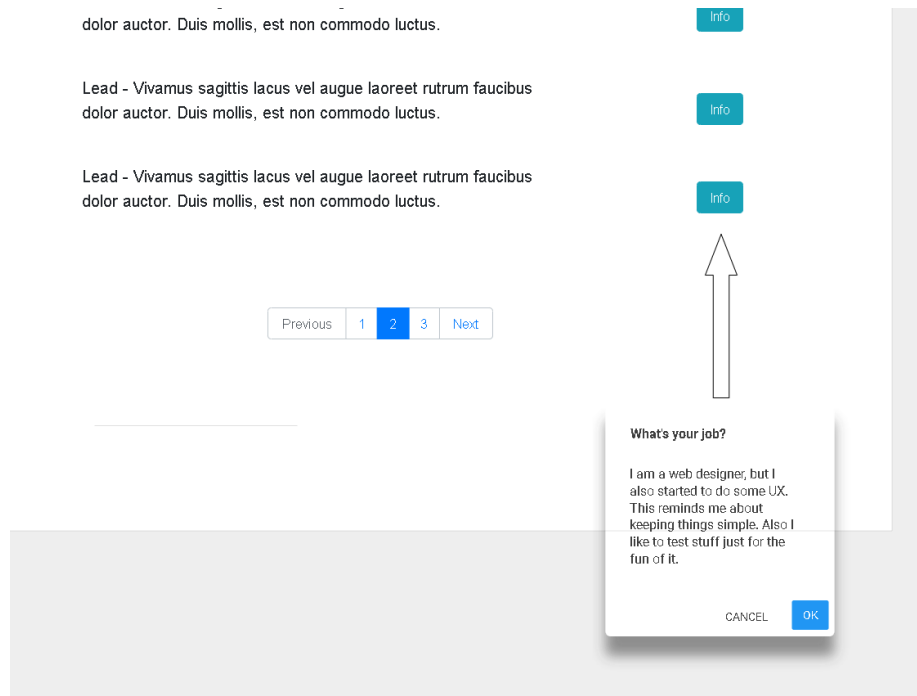 dolor auctor. Duis mollis, est non commodo luctus.
Info
Lead - Vivamus sagittis lacus vel augue laoreet rutrum faucibus
dolor auctor. Duis mollis, est non commodo luctus.
Info
Lead - Vivamus sagittis lacus vel augue laoreet rutrum faucibus
dolor auctor. Duis mollis, est non commodo luctus.
Info
Previous 1 2 3 Next
What's your job?
I am a web designer, but I
also started to do some UX.
This reminds me about
keeping things simple. Also I
like to test stuff just for the
fun of it.
CANCEL OK